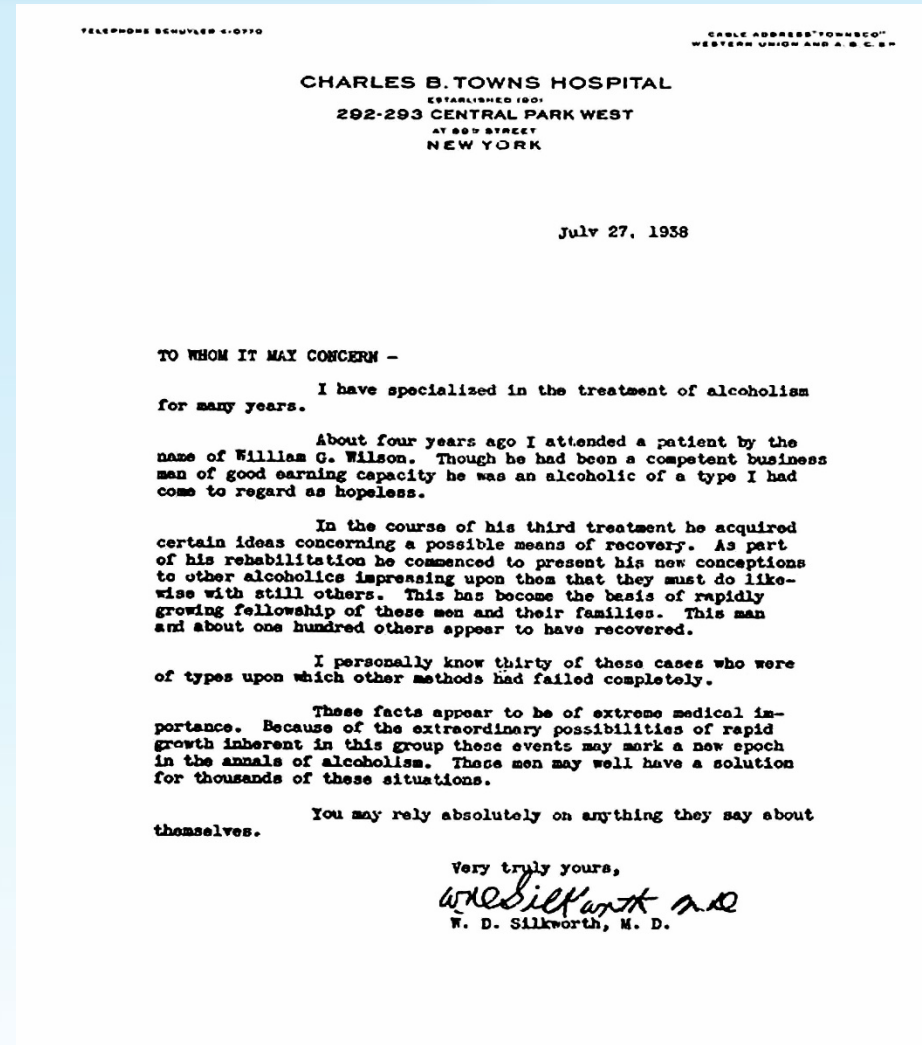 TELEPHONE SCHUYLER 4-0770
CABLE ADDRESS "TOWNSCO"
WESTERN UNION AND A. B C.
CHARLES B. TOWNS HOSPITAL
ESTABLISHED 1901
292-293 CENTRAL PARK WEST
AT STREET
NEW YORK
July 27, 1938
TO WHOM IT MAY CONCERN -
I have specialized in the treatment of alcoholism
for many years.
About four years ago I attended a patient by the
name of William G. Wilson. Though he had been a competent business
man of good earning capacity he was an alcoholic of a type I had
come to regard as hopeless.
In the course of his third treatment he acquired
certain ideas concerning a possible means of recovery. As part
of his rehabilitation he commenced to present his new conceptions
to other alcoholics impressing upon them that they must do like-
wise with still others. This has become the basis of rapidly
growing fellowship of these men and their families. This man
and about one hundred others appear to have recovered.
I personally know thirty of these cases who were
of types upon which other methods had failed completely.
These facts appear to be of extreme medical im-
portance. Because of the extraordinary possibilities of rapid
growth inherent in this group these events may mark a new epoch
in the annals of alcoholism. These men may well have a solution
for thousands of these situations.
You may rely absolutely on anything they say about
themselves.
Very truly yours,
WD Silkworth M.D
W. D. Silkworth, M. D.